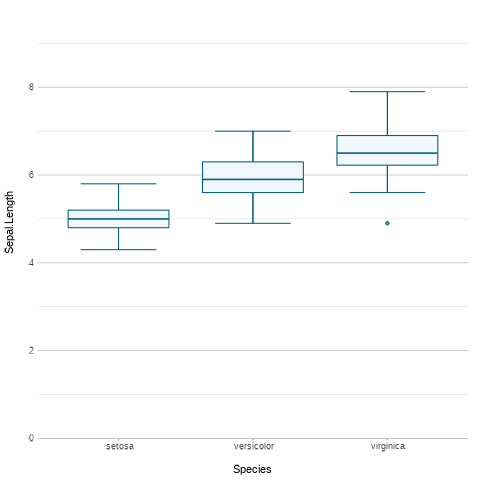 8
6
4
2
0
Sepal.Length
setosa
versicolor
virginica
Species